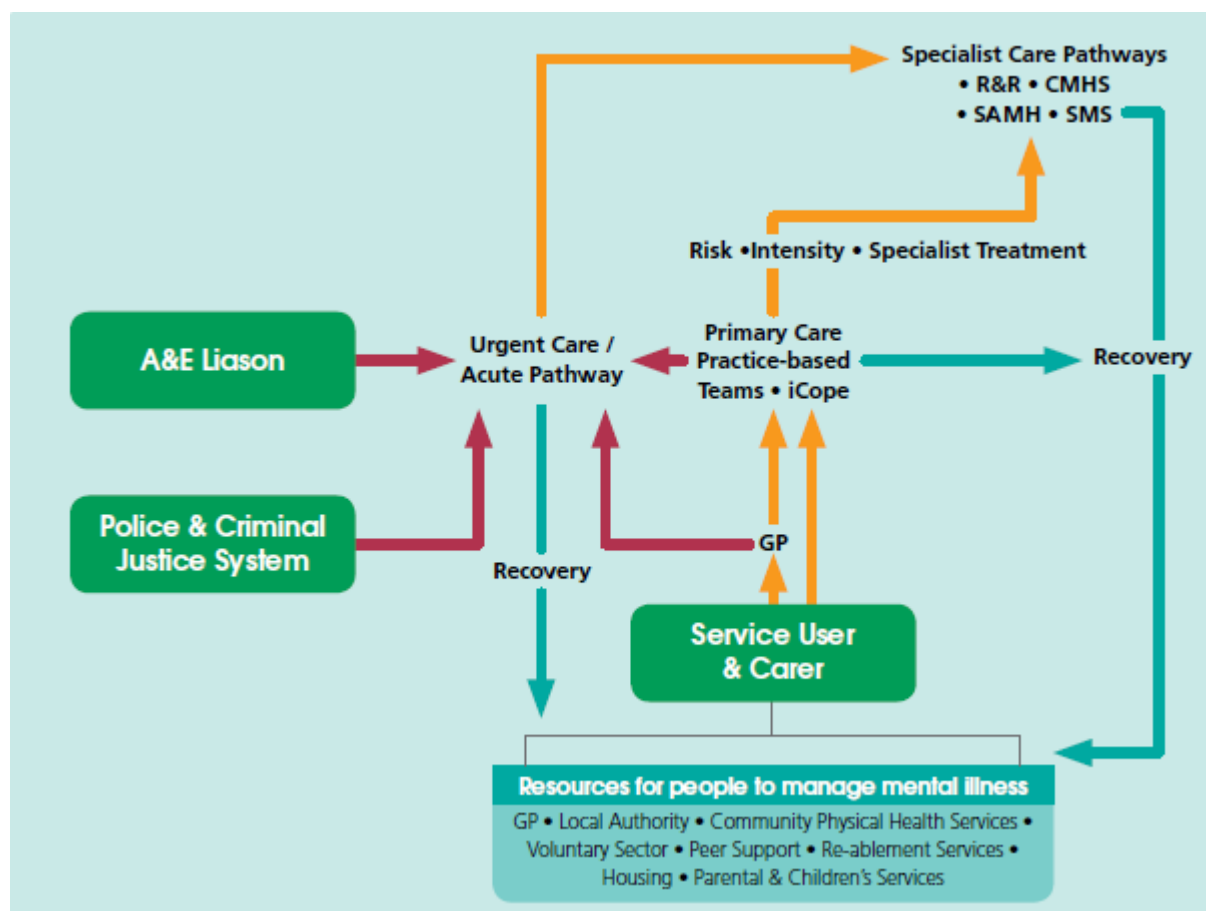 Specialist Care Pathways
• R&R • CMHS
• SAMH • SMS
Risk •Intensity • Specialist Treatment
A&E Liason
Urgent Care /
Acute Pathway
Primary Care
Practice-based
Teams • iCope
Recovery
Police & Criminal
Justice System
GP
Recovery
Service User
& Carer
Resources for people to manage mental illness
GP • Local Authority • Community Physical Health Services •
Voluntary Sector • Peer Support • Re-ablement Services •
Housing • Parental & Children's Services